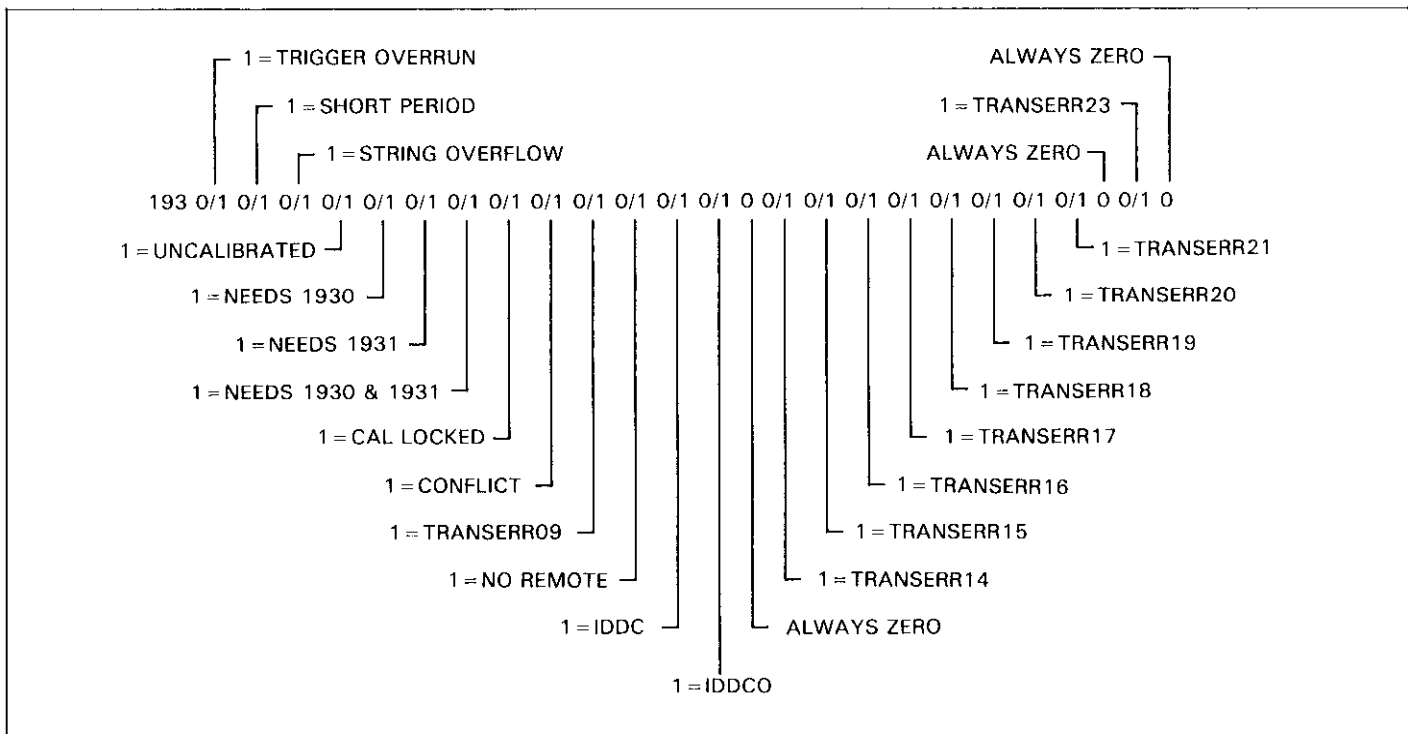 1 = TRIGGER OVERRUN ALWAYS ZERO
1 = SHORT PERIOD 1 = TRANSERR23
1 = STRING OVERFLOW ALWAYS ZERO
193 0/1 0/1 0/1 0/1 0/1 0/1 0/1 0/1 0/1 0/1 0/1 0/1 0/1 0 0/1 0/1 0/1 0/1 0/1 0/1 0/1 0/1 0 0/1 0
1 = UNCALIBRATED 1 = TRANSERR21
1 = NEEDS 1930 1 = TRANSERR20
1 = NEEDS 1931 1 = TRANSERR19
1 = NEEDS 1930 & 1931 1 = TRANSERR18
1 = CAL LOCKED 1 = TRANSERR17
1 = CONFLICT 1 = TRANSERR16
1 = TRANSERR09 1 = TRANSERR15
1 = NO REMOTE 1 = TRANSERR14
1 = IDDC ALWAYS ZERO
1 = IDDCO